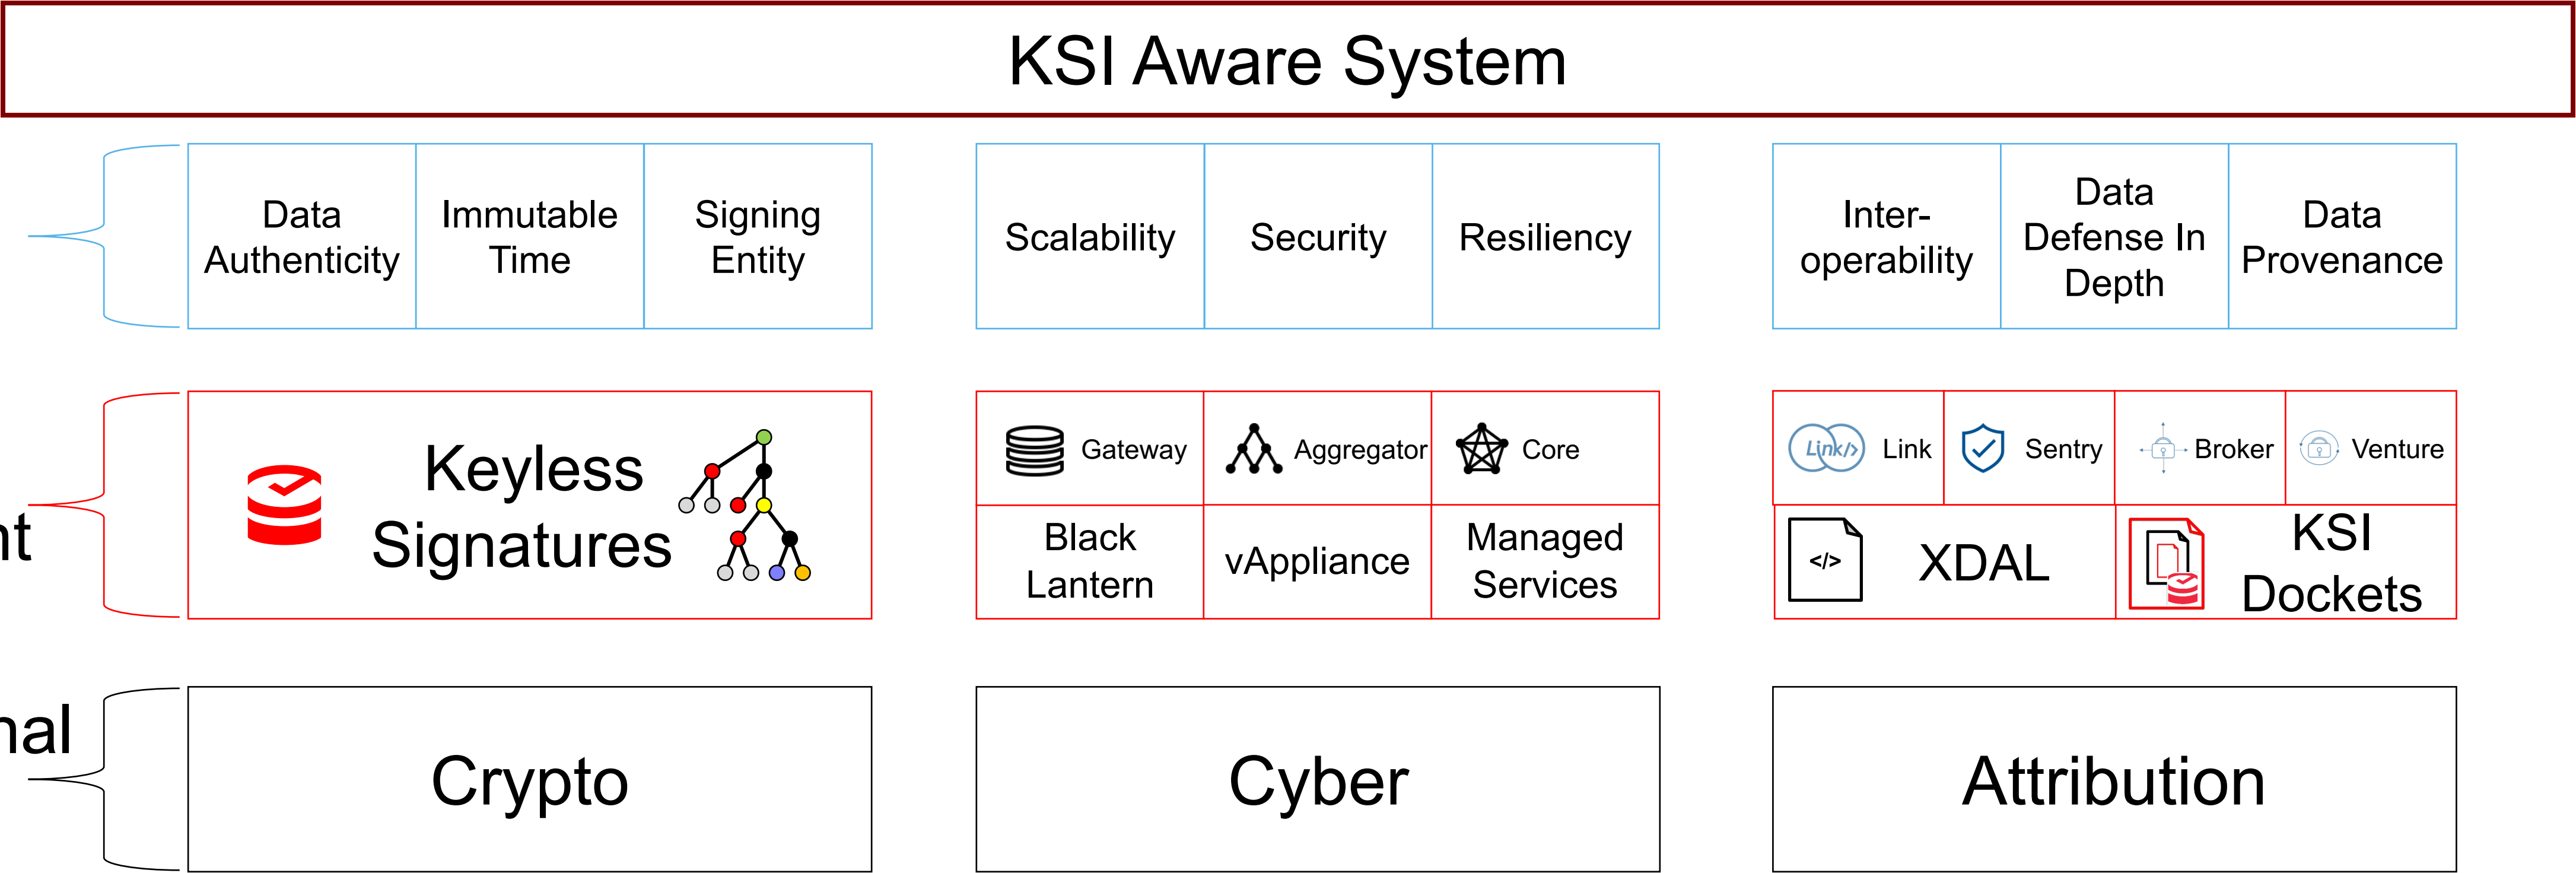 KSI Aware System
Data
Authenticity
Immutable
Time
Signing
Entity
Scalability
Security
Resiliency
Inter-
operability
Data
Defense In
Depth
Data
Provenance
Keyless
Signatures
Gateway
Aggregator
Core
Link/>
Link
Sentry
Broker
Venture
Black
Lantern
vAppliance
Managed
Services
</>
XDAL
KSI
Dockets
Crypto
Cyber
Attribution